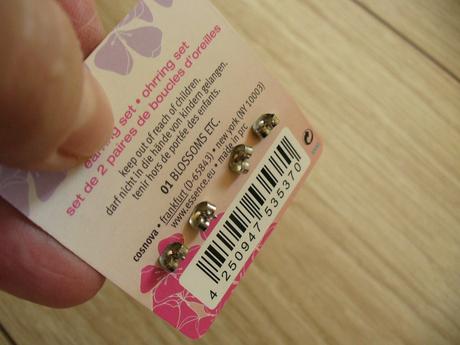 earring set • ohrring set
set de 2 paires de boucles d'oreilles
keep out of reach of children.
darf nicht in die hände von kindern gelangen.
tenir hors de portée des enfants.
01 BLOSSOMS ETC.
cosnova • frankfurt (D-65843) • new york (NY 10003)
www.essence.eu • made in prc
4 250947 535370